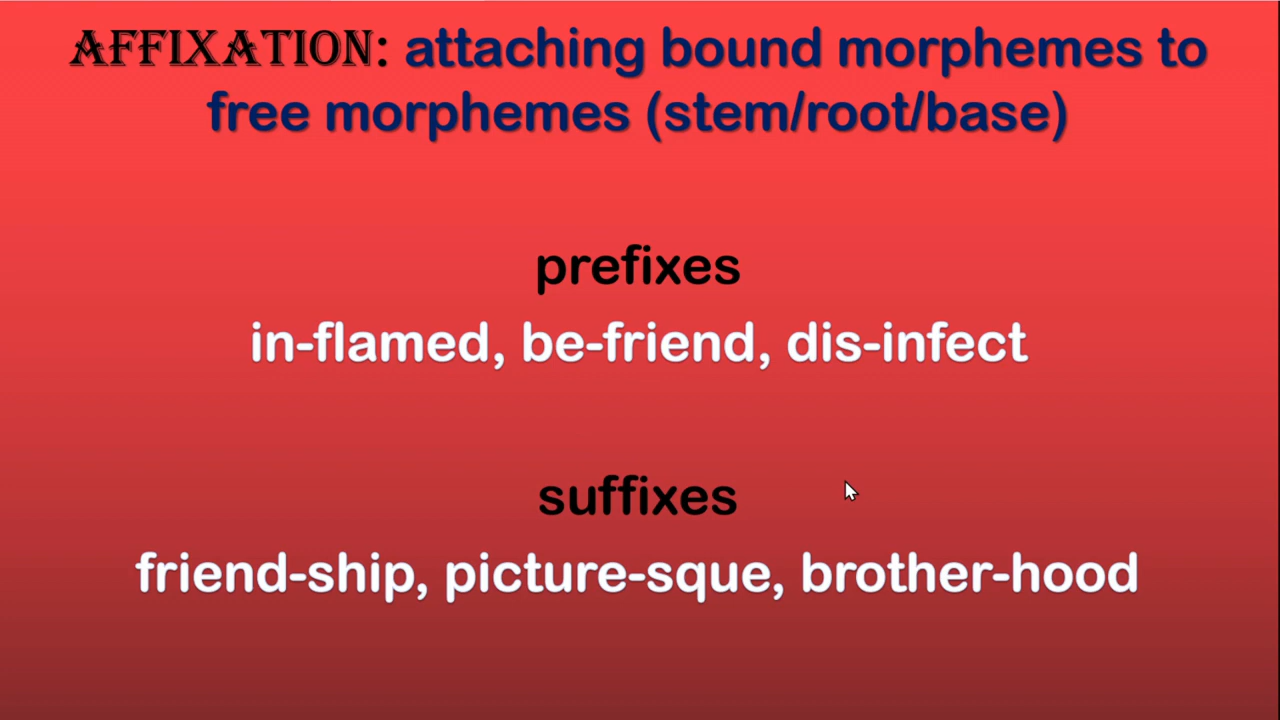 AFFIXATION: attaching bound morphemes to
free morphemes (stem/root/base)
prefixes
in-flamed, be-friend, dis-infect
suffixes
friend-ship, picture-sque, brother-hood